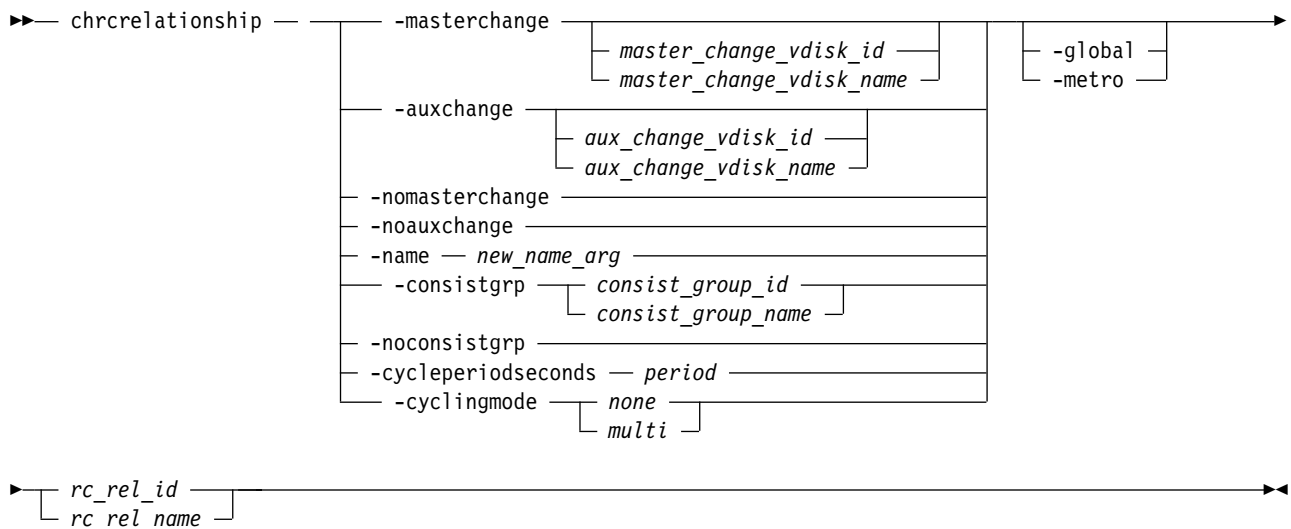 chrcrelationship -masterchange -global
master_change_vdisk_id -metro
master_change_vdisk_name
-auxchange
aux_change_vdisk_id
aux_change_vdisk_name
-nomasterchange
-noauxchange
-name new_name_arg
-consistgrp consist_group_id
consist_group_name
-noconsistgrp
-cycleperiodseconds period
-cyclingmode none
multi
rc_rel_id
rc_rel_name